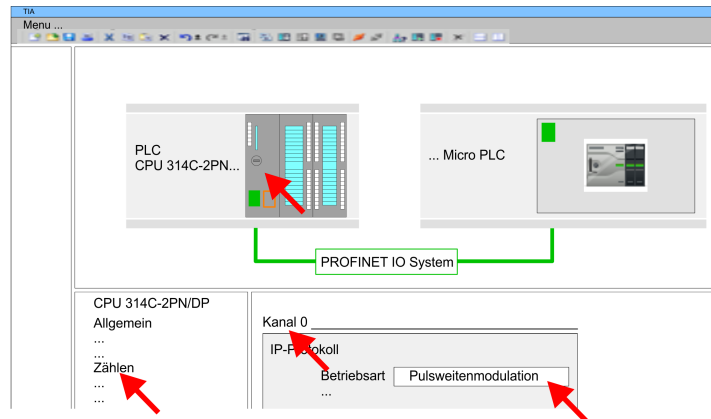 TIA
Menu ...
PLC
CPU 314C-2PN...
... Micro PLC
PROFINET IO System
CPU 314C-2PN/DP
Allgemein
...
...
Zählen
...
...
Kanal 0
IP-Protokoll
Betriebsart Pulsweitenmodulation
...